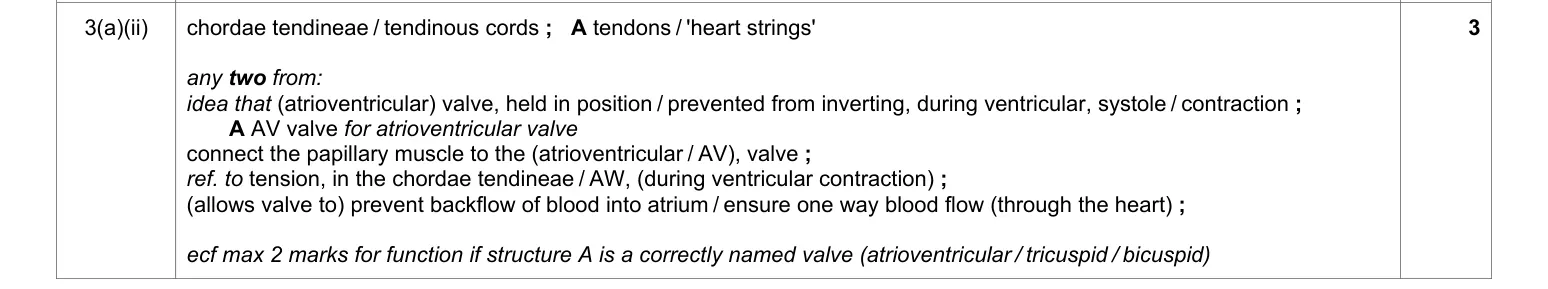 3(a)(ii) chordae tendineae / tendinous cords ; A tendons / 'heart strings' 3
any two from:
idea that (atrioventricular) valve, held in position / prevented from inverting, during ventricular, systole / contraction ;
A AV valve for atrioventricular valve
connect the papillary muscle to the (atrioventricular / AV), valve ;
ref. to tension, in the chordae tendineae / AW, (during ventricular contraction) ;
(allows valve to) prevent backflow of blood into atrium / ensure one way blood flow (through the heart) ;
ecf max 2 marks for function if structure A is a correctly named valve (atrioventricular / tricuspid / bicuspid)